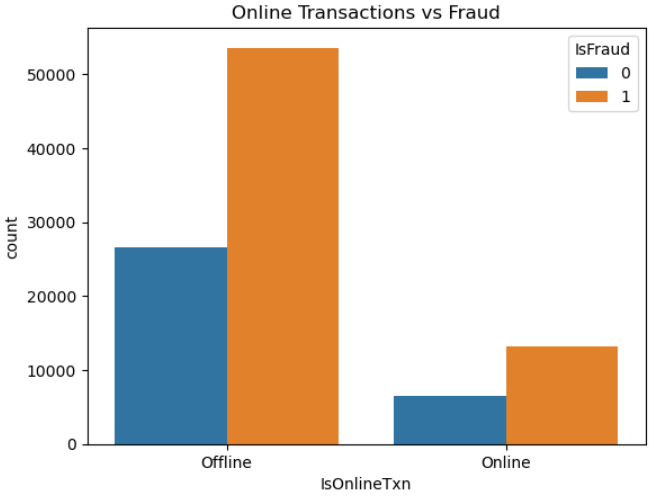 Online Transactions vs Fraud
IsFraud
0
1
50000
40000
30000
20000
10000
0
count
Offline
Online
IsOnlineTxn